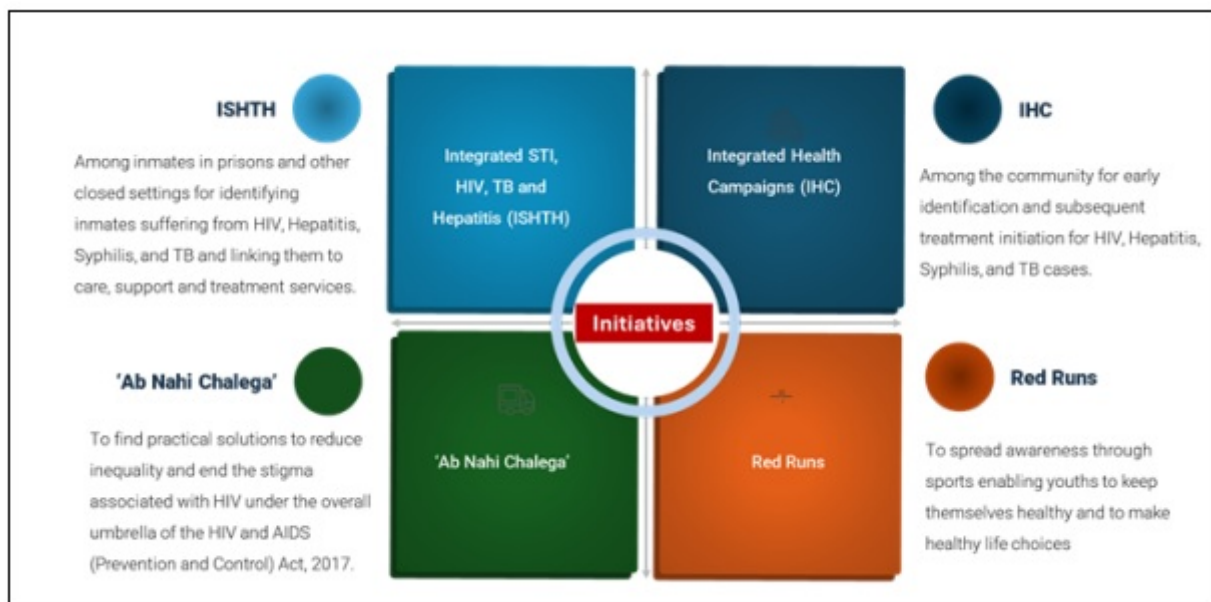 ISHTH
Among inmates in prisons and other
closed settings for identifying
inmates suffering from HIV, Hepatitis,
Syphilis, and TB and linking them to
care, support and treatment services.
Integrated STI,
HIV, TB and
Hepatitis (ISHTH)
Integrated Health
Campaigns (IHC)
IHC
Among the community for early
identification and subsequent
treatment initiation for HIV, Hepatitis,
Syphilis, and TB cases.
Initiatives
'Ab Nahi Chalega'
To find practical solutions to reduce
inequality and end the stigma
associated with HIV under the overall
umbrella of the HIV and AIDS
(Prevention and Control) Act, 2017.
'Ab Nahi Chalega'
Red Runs
Red Runs
To spread awareness through
sports enabling youths to keep
themselves healthy and to make
healthy life choices